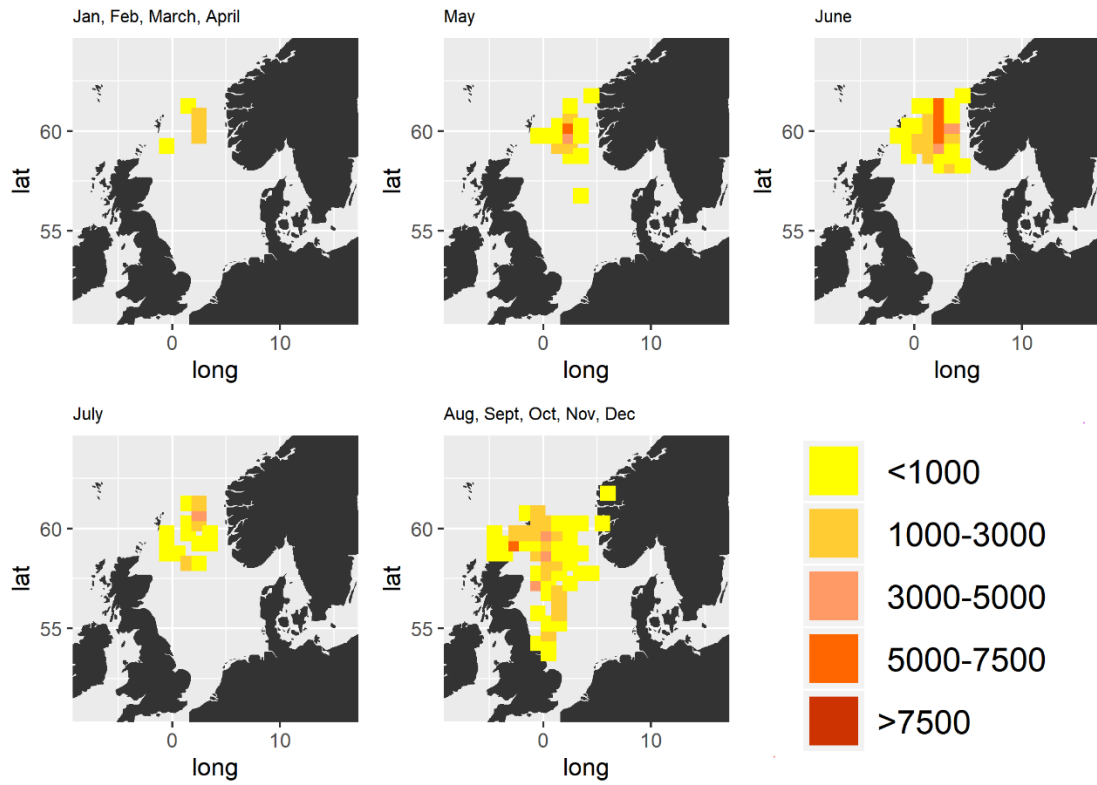 Jan, Feb, March, April
lat
60
55
0 10
long
May
lat
60
55
0 10
long
June
lat
60
55
0 10
long
July
lat
60
55
0 10
long
Aug, Sept, Oct, Nov, Dec
lat
60
55
0 10
long
<1000
1000-3000
3000-5000
5000-7500
>7500